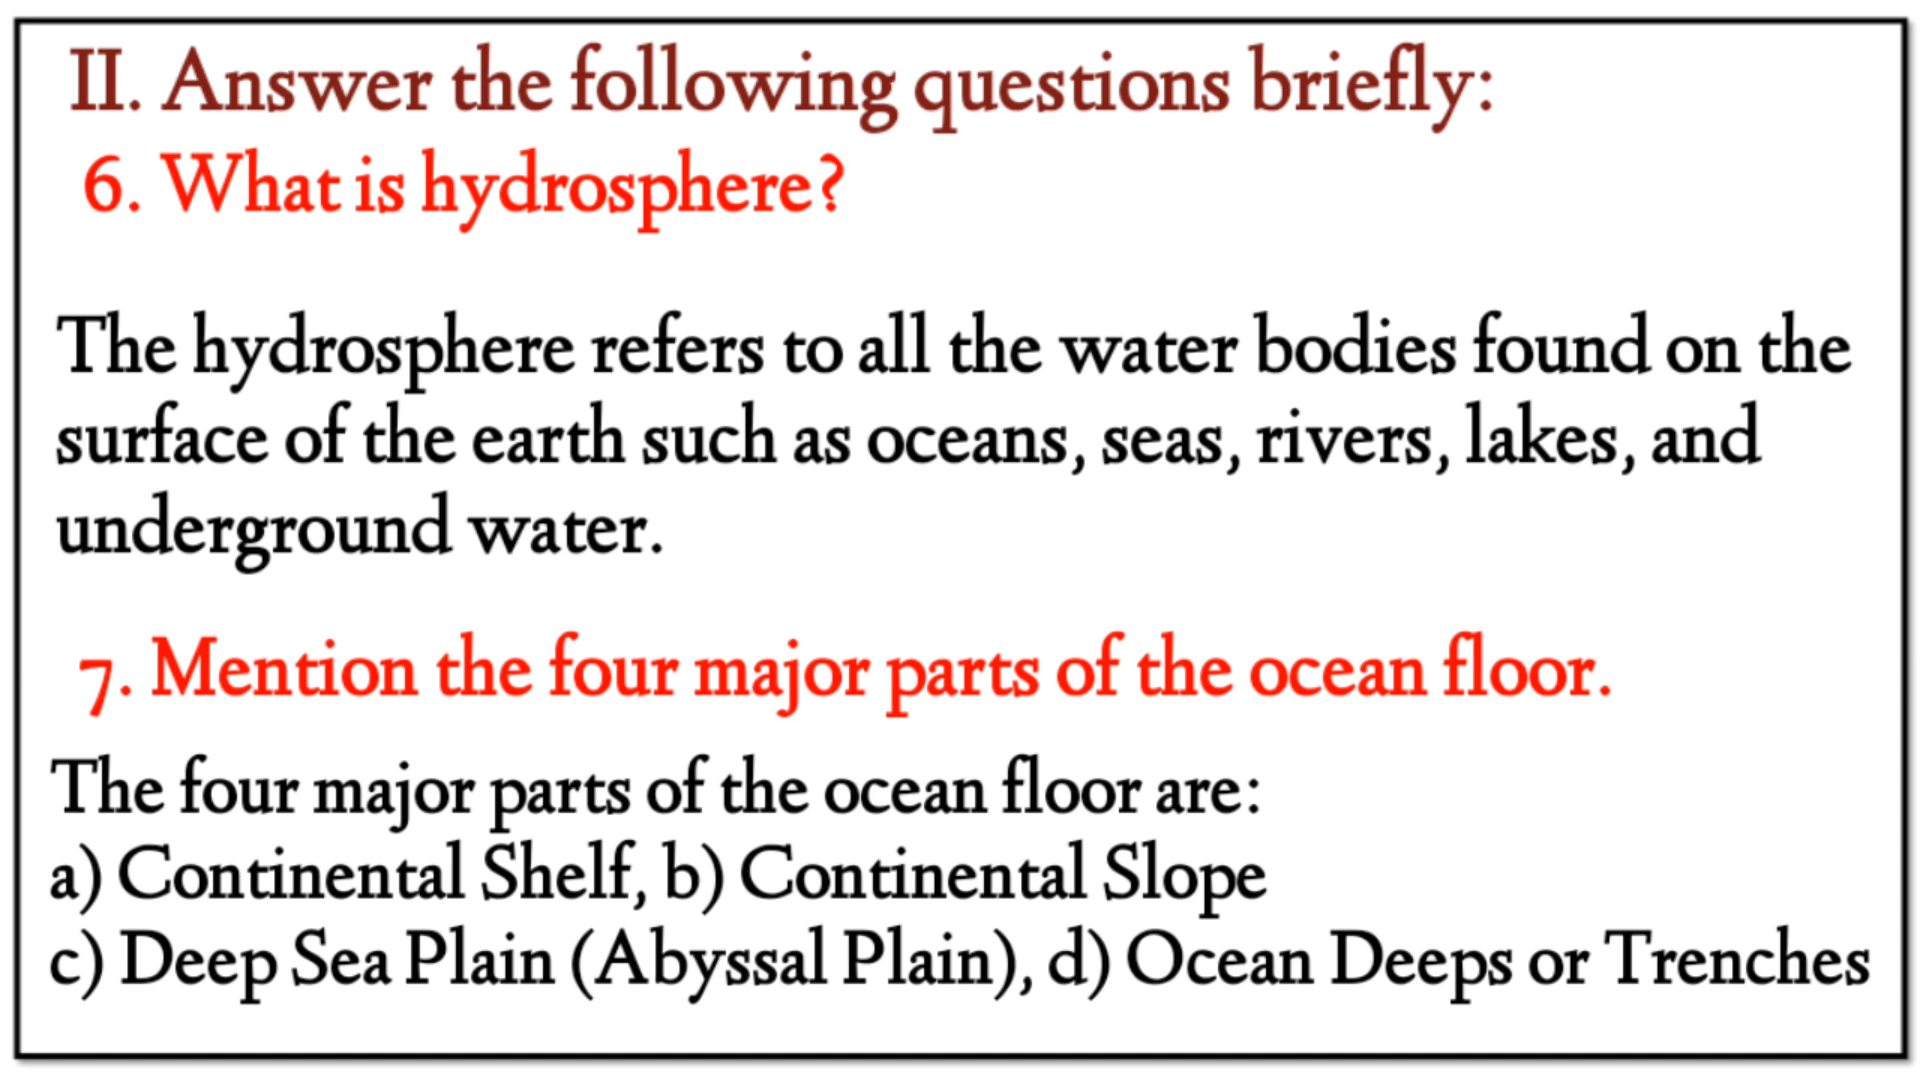 II. Answer the following questions briefly:
6. What is hydrosphere?
The hydrosphere refers to all the water bodies found on the
surface of the earth such as oceans, seas, rivers, lakes, and
underground water.
7. Mention the four major parts of the ocean floor.
The four major parts of the ocean floor are:
a) Continental Shelf, b) Continental Slope
c) Deep Sea Plain (Abyssal Plain), d) Ocean Deeps or Trenches